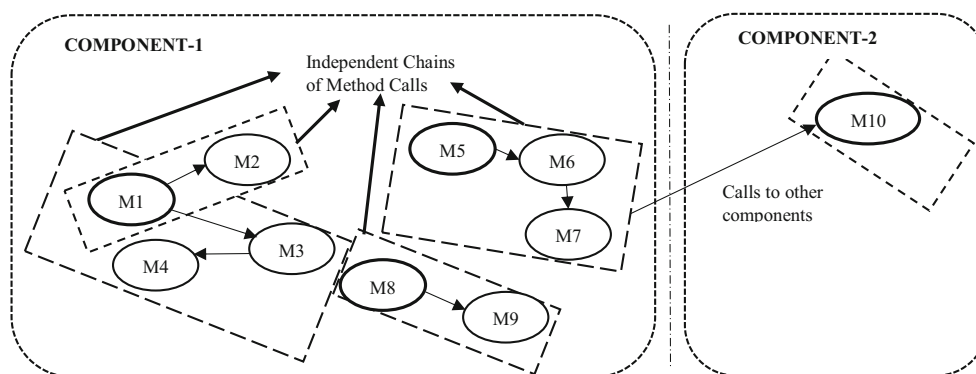 COMPONENT-1
Independent Chains
of Method Calls
M1
M2
M3
M4
M5
M6
M7
M8
M9
COMPONENT-2
M10
Calls to other
components